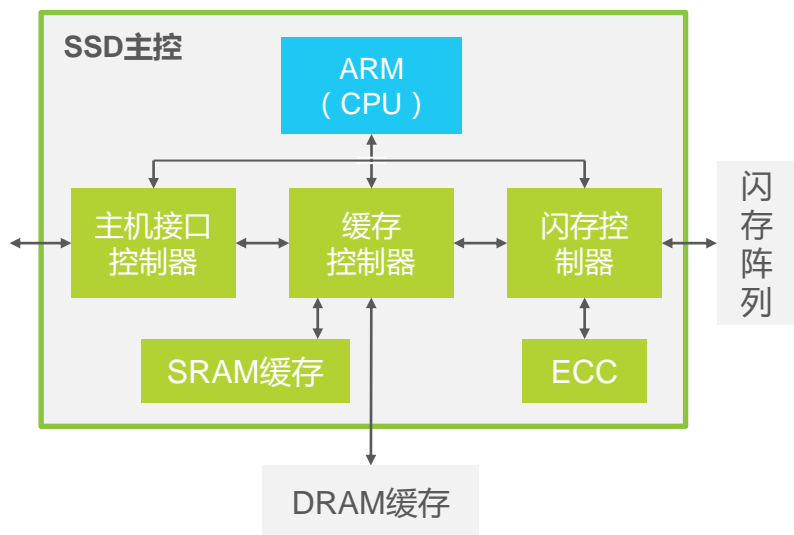 SSD主控
ARM
（CPU）
主机接口
控制器
缓存
控制器
闪存控
制器
闪
存
阵
列
SRAM缓存
ECC
DRAM缓存